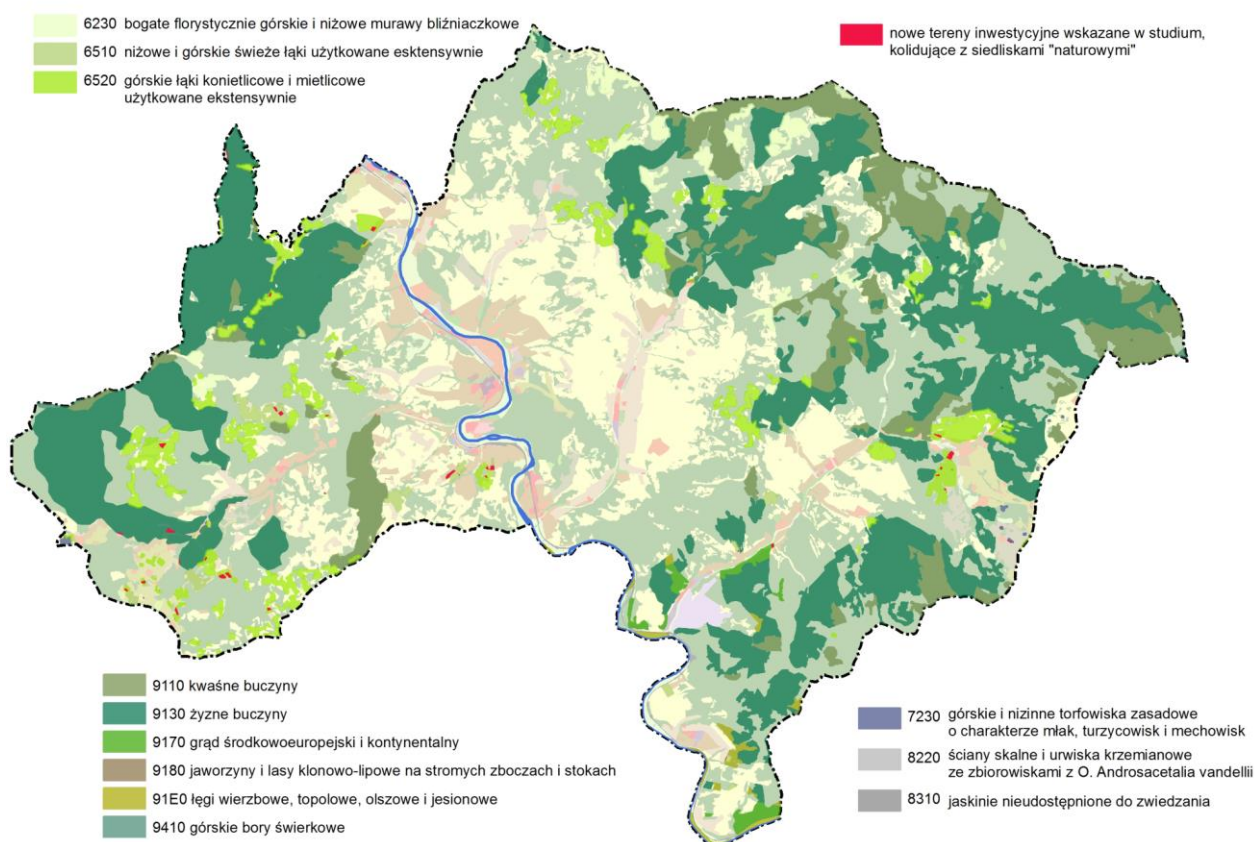 6230 bogate florystycznie górskie i niżowe murawy bliźniaczkowe
6510 niżowe i górskie świeże łąki użytkowane esktensywnie
6520 górskie łąki konietlicowe i mietlicowe
użytkowane ekstensywnie
nowe tereny inwestycyjne wskazane w studium,
kolidujące z siedliskami "naturowymi"
9110 kwaśne buczyny
9130 żyzne buczyny
9170 grąd środkowoeuropejski i kontynentalny
9180 jaworzyny i lasy klonowo-lipowe na stromych zboczach i stokach
91E0 łęgi wierzbowe, topolowe, olszowe i jesionowe
9410 górskie bory świerkowe
7230 górskie i nizinne torfowiska zasadowe
o charakterze młak, turzycowisk i mechowisk
8220 ściany skalne i urwiska krzemianowe
ze zbiorowiskami z O. Androsacetalia vandellii
8310 jaskinie nieudostępnione do zwiedzania